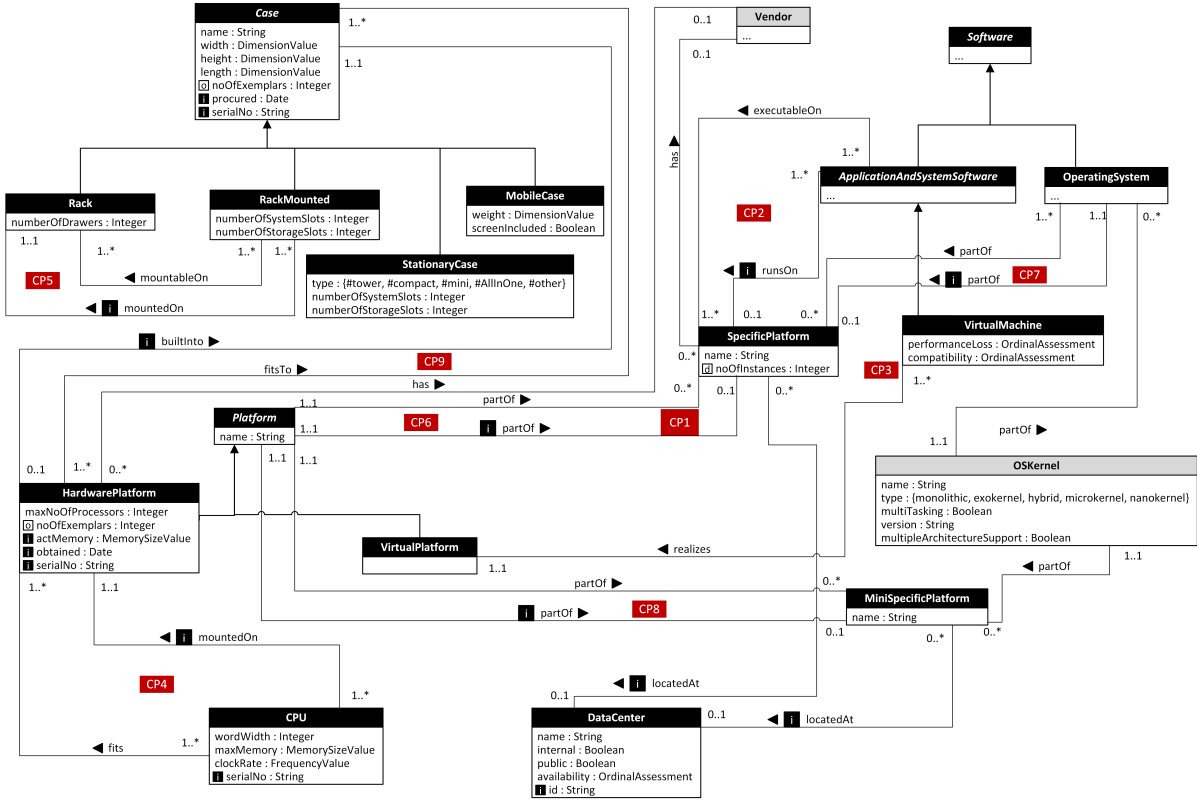 Case
name : String
width : DimensionValue
height : DimensionValue
length : DimensionValue
o noOfExemplars : Integer
i procured : Date
i serialNo : String
1..*
1..1
Vendor
...
0..1
0..1
Software
...
◀ executableOn
has ▶
1..*
1..*
ApplicationAndSystemSoftware
...
OperatingSystem
...
1..*
1..1
0..*
Rack
numberOfDrawers : Integer
1..1
1..*
RackMounted
numberOfSystemSlots : Integer
numberOfStorageSlots : Integer
1..*
1..*
MobileCase
weight : DimensionValue
screenIncluded : Boolean
StationaryCase
type : {#tower, #compact, #mini, #AllInOne, #other}
numberOfSystemSlots : Integer
numberOfStorageSlots : Integer
CP2
CP5
◀ mountableOn
◀ i mountedOn
◀ partOf
◀ i runsOn
◀ i partOf
CP7
1..*
0..1
0..*
0..1
SpecificPlatform
name : String
d noOfInstances : Integer
0..*
0..*
0..1
0..*
VirtualMachine
performanceLoss : OrdinalAssessment
compatibility : OrdinalAssessment
1..*
CP3
i builtInto ▶
CP9
fitsTo ▶
has ▶
partOf ▶
1..1
Platform
name : String
1..1
CP6
i partOf ▶
CP1
1..1
1..1
partOf ▶
1..1
0..1
1..*
0..*
HardwarePlatform
maxNoOfProcessors : Integer
o noOfExemplars : Integer
i actMemory : MemorySizeValue
i obtained : Date
i serialNo : String
1..*
1..1
OSKernel
name : String
type : {monolithic, exokernel, hybrid, microkernel, nanokernel}
multiTasking : Boolean
version : String
multipleArchitectureSupport : Boolean
1..1
VirtualPlatform
1..1
◀ realizes
◀ partOf
partOf ▶
0..*
i partOf ▶
CP8
0..1
MiniSpecificPlatform
name : String
0..*
0..*
◀ i mountedOn
CP4
1..*
◀ fits
1..*
CPU
wordWidth : Integer
maxMemory : MemorySizeValue
clockRate : FrequencyValue
i serialNo : String
◀ i locatedAt
0..1
0..1
◀ i locatedAt
DataCenter
name : String
internal : Boolean
public : Boolean
availability : OrdinalAssessment
i id : String